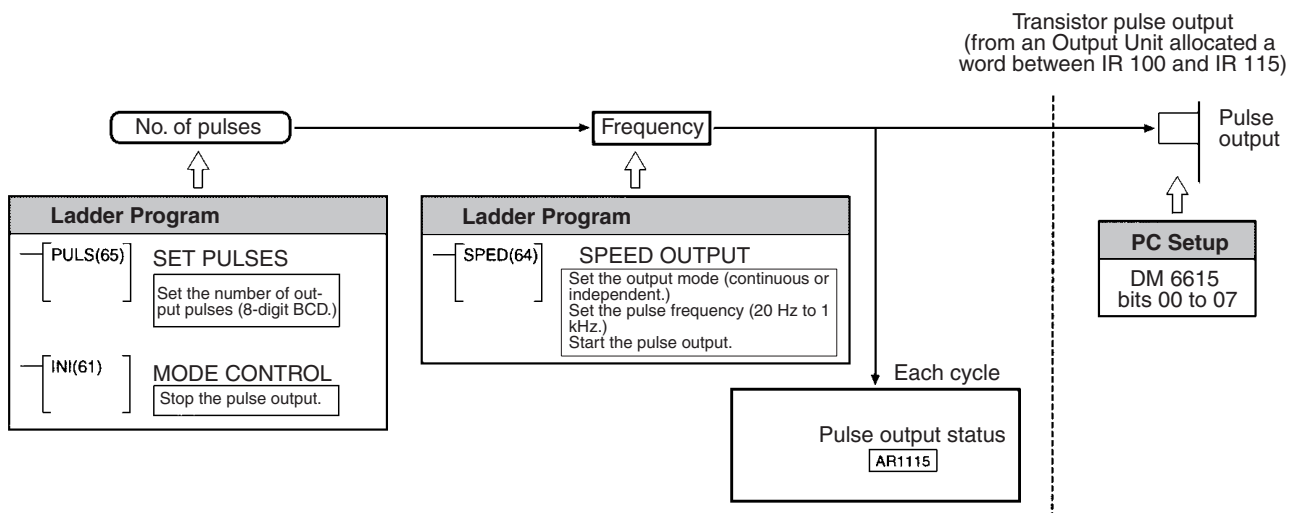 Transistor pulse output
(from an Output Unit allocated a
word between IR 100 and IR 115)
No. of pulses
Frequency
Pulse
output
Ladder Program
PULS(65)
SET PULSES
Set the number of out-
put pulses (8-digit BCD.)
INI(61)
MODE CONTROL
Stop the pulse output.
Ladder Program
SPED(64)
SPEED OUTPUT
Set the output mode (continuous or
independent.)
Set the pulse frequency (20 Hz to 1
kHz.)
Start the pulse output.
PC Setup
DM 6615
bits 00 to 07
Each cycle
Pulse output status
AR1115